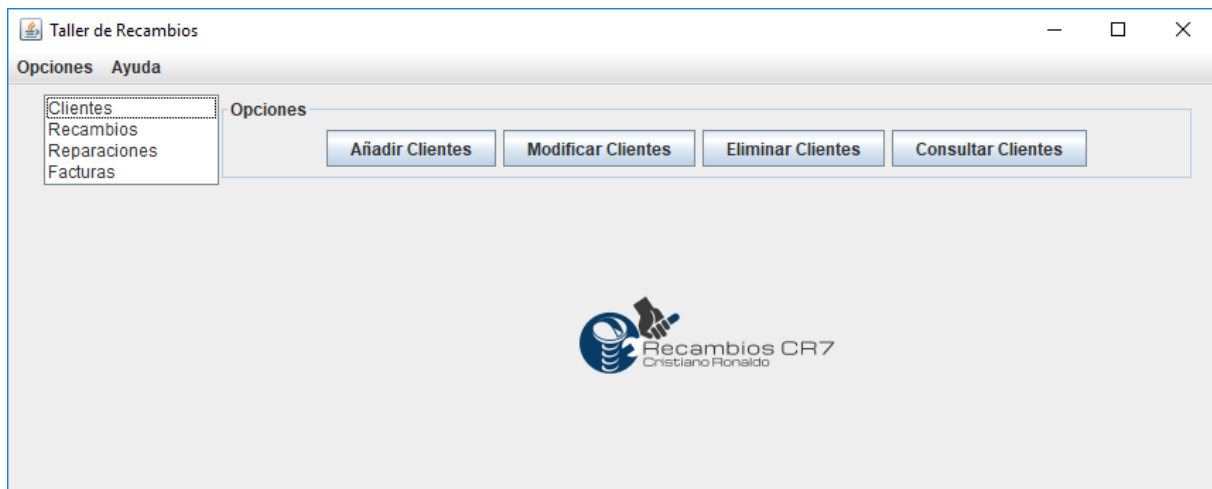 Taller de Recambios
Opciones Ayuda
Clientes
Recambios
Reparaciones
Facturas
Opciones
Añadir Clientes Modificar Clientes Eliminar Clientes Consultar Clientes
Recambios CR7
Cristiano Ronaldo